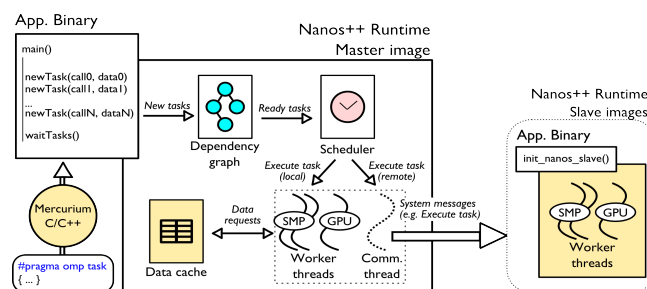 App. Binary
main()
newTask(call0, data0)
newTask(call1, data1)
...
newTask(callN, dataN)
waitTasks()
Mercurium
C/C++
#pragma omp task
{ ... }
Nanos++ Runtime
Master image
New tasks
Dependency
graph
Ready tasks
Scheduler
Execute task
(local)
Execute task
(remote)
Data cache
Data
requests
SMP
GPU
Worker
threads
Comm.
thread
System messages
(e.g. Execute task)
Nanos++ Runtime
Slave images
App. Binary
init_nanos_slave()
SMP
GPU
Worker
threads